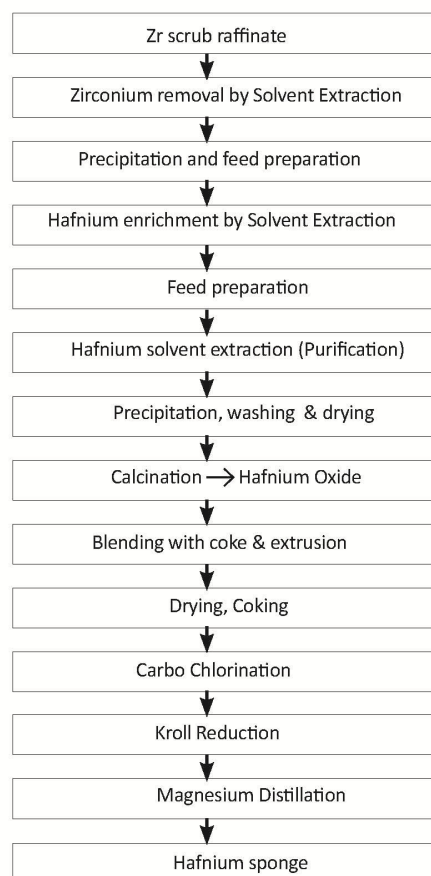 Zr scrub raffinate
Zirconium removal by Solvent Extraction
Precipitation and feed preparation
Hafnium enrichment by Solvent Extraction
Feed preparation
Hafnium solvent extraction (Purification)
Precipitation, washing & drying
Calcination → Hafnium Oxide
Blending with coke & extrusion
Drying, Coking
Carbo Chlorination
Kroll Reduction
Magnesium Distillation
Hafnium sponge